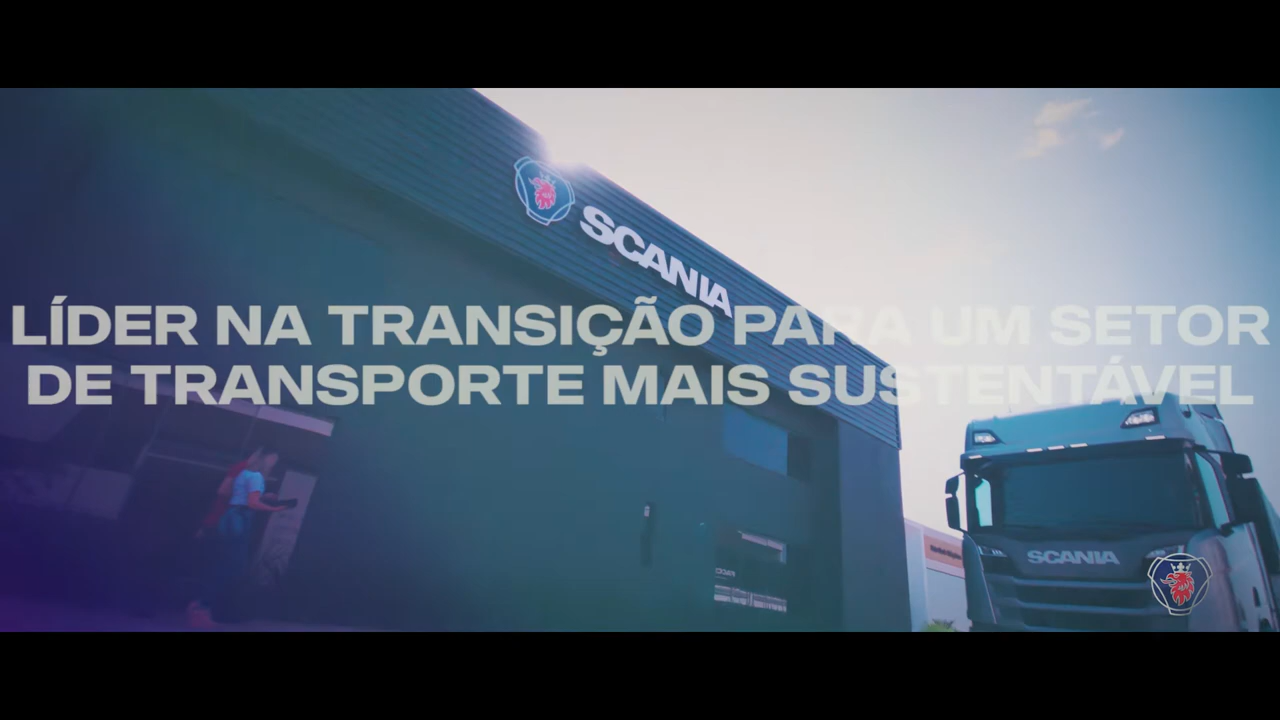 SCANIA
LÍDER NA TRANSIÇÃO PARA UM SETOR
DE TRANSPORTE MAIS SUSTENTÁVEL
SCANIA